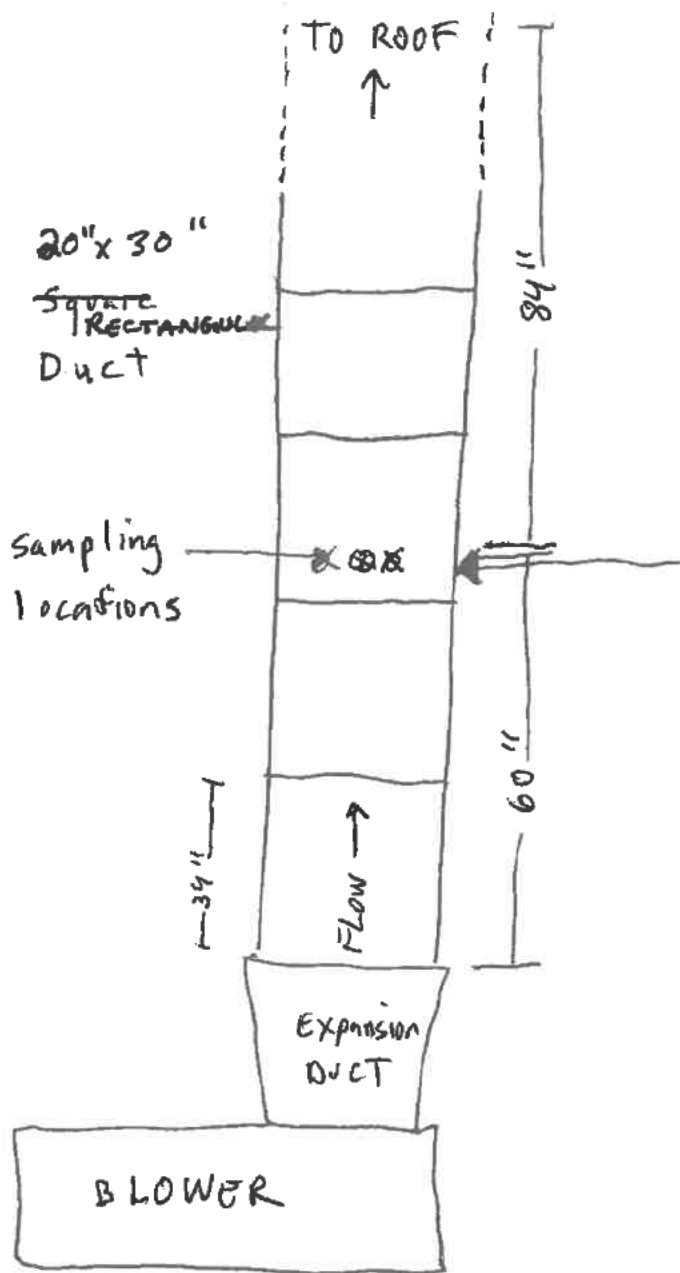 TO ROOF
20" x 30"
Square
RECTANGULAR
Duct
84"
Sampling
locations
60"
34"
FLOW
Expansion
DUCT
BLOWER